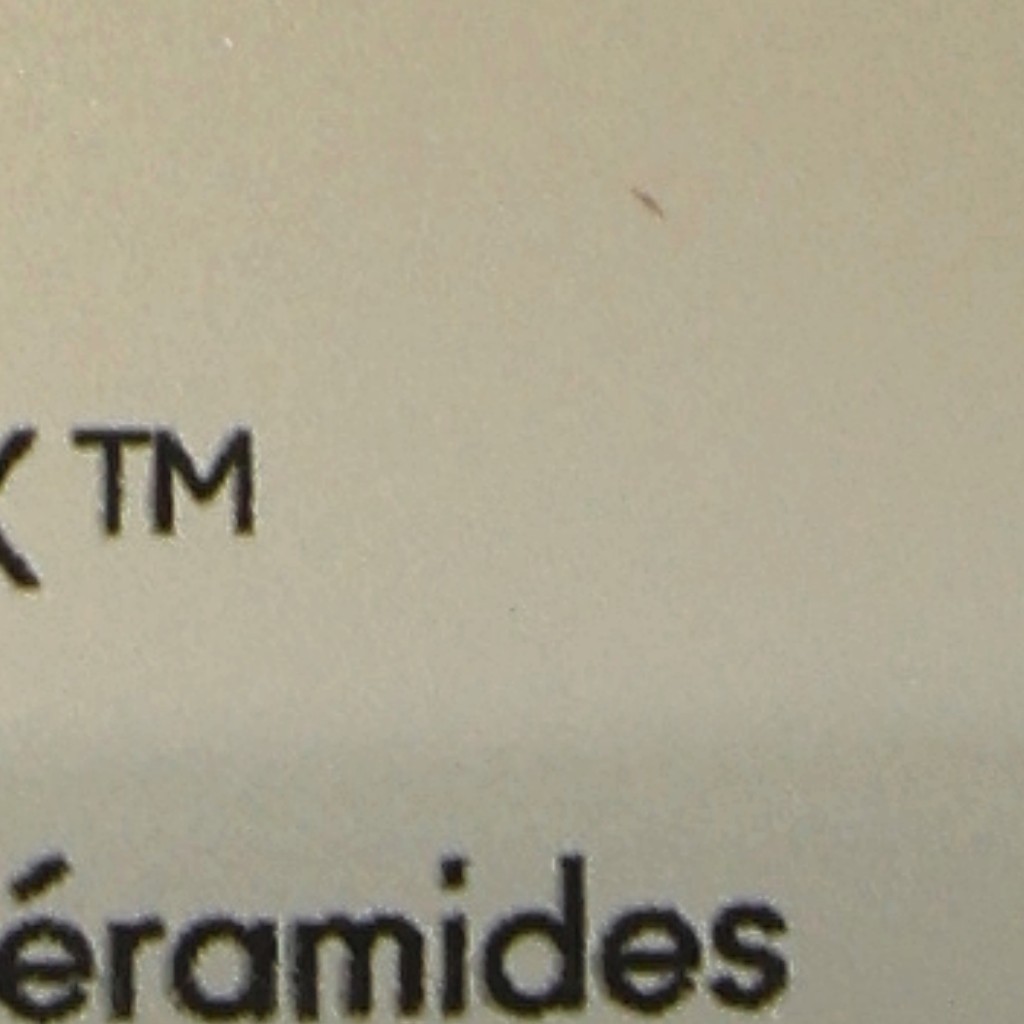 ™
éramides